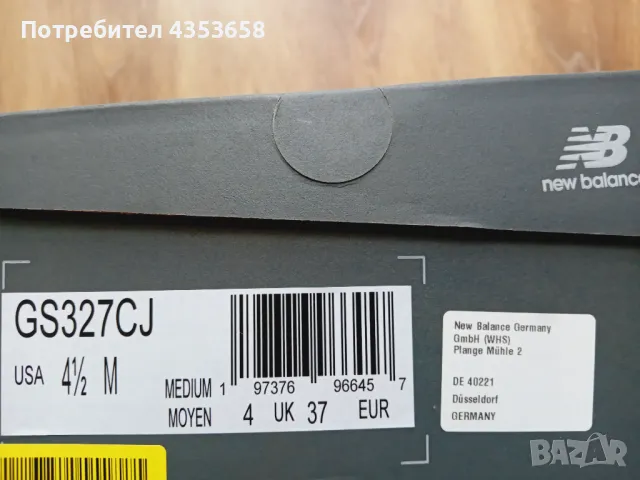 Потребител 4353658
new balance
GS327CJ
USA 4½ M
MEDIUM 1 97376 96645 7
MOYEN 4 UK 37 EUR
New Balance Germany
GmbH (WHS)
Plange Mühle 2
DE 40221
Düsseldorf
GERMANY
BAZAR